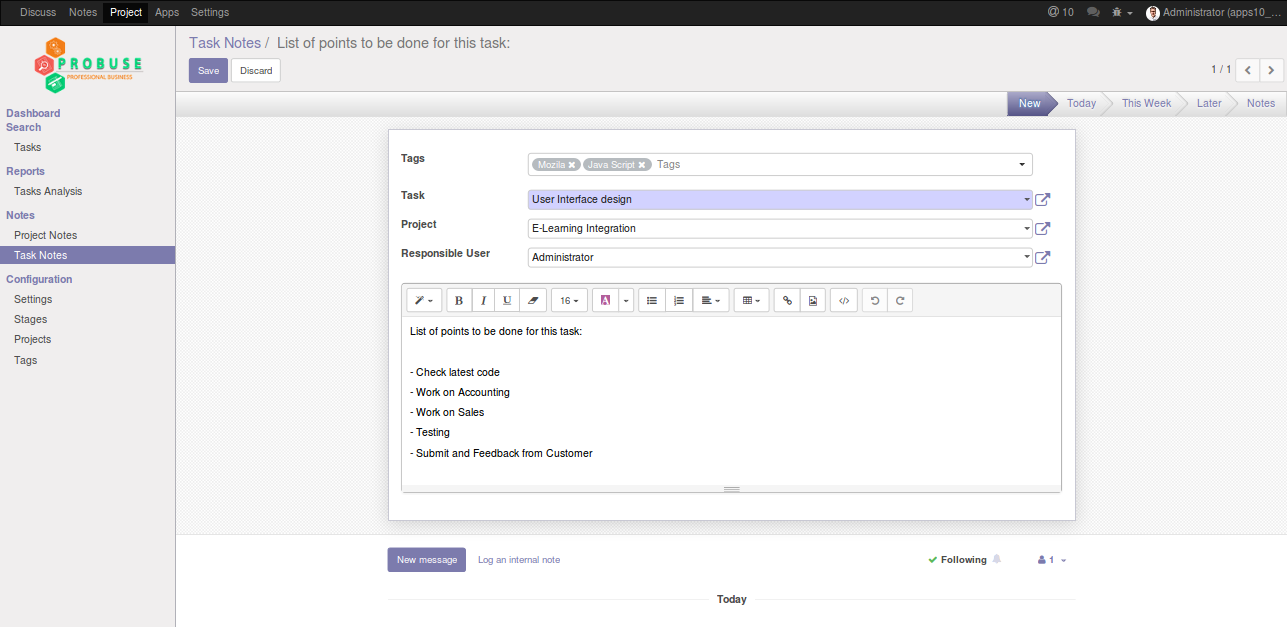 Discuss Notes Project Apps Settings @ 10 Administrator (apps10_...
PROBUSE
PROFESSIONAL BUSINESS
Dashboard
Search
Tasks
Reports
Tasks Analysis
Notes
Project Notes
Task Notes
Configuration
Settings
Stages
Projects
Tags
Task Notes / List of points to be done for this task:
Save Discard 1 / 1
New Today This Week Later Notes
Tags Mozila Java Script Tags
Task User Interface design
Project E-Learning Integration
Responsible User Administrator
B I U 16 A </>
List of points to be done for this task:
- Check latest code
- Work on Accounting
- Work on Sales
- Testing
- Submit and Feedback from Customer
New message Log an internal note Following 1
Today